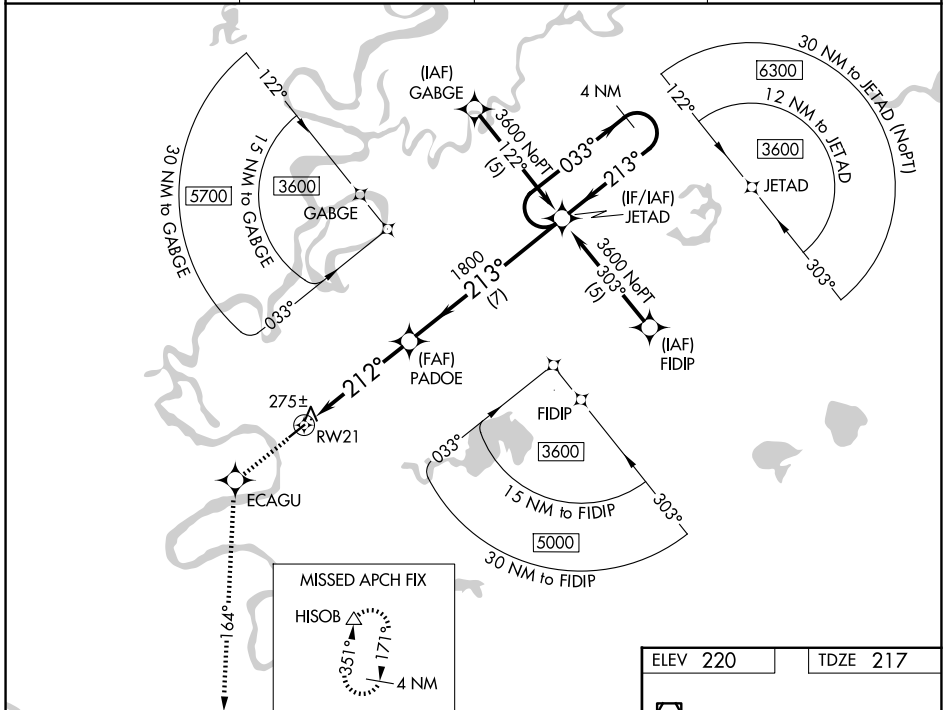 (IAF)
GABGE
4 NM
30 NM to JETAD (NoPT)
6300
122°
12 NM to JETAD
3600
JETAD
303°
122°
15 NM to GABGE
3600
GABGE
30 NM to GABGE
5700
033°
3600 NoPT
122°
(5)
033°
213°
(IF/IAF)
JETAD
3600 NoPT
303°
(5)
(IAF)
FIDIP
1800
213°
(7)
(FAF)
PADOE
212°
275±
RW21
ECAGU
164°
FIDIP
033°
3600
303°
15 NM to FIDIP
5000
30 NM to FIDIP
MISSED APCH FIX
HISOB
351°
171°
4 NM
ELEV 220
TDZE 217
D